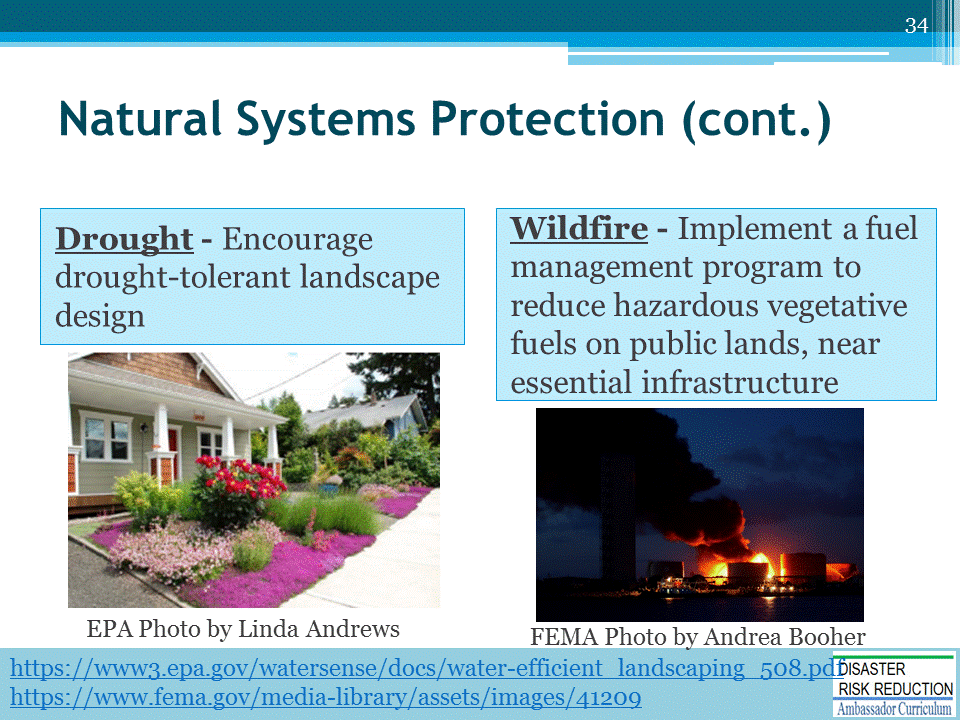 34
Natural Systems Protection (cont.)
Drought - Encourage
drought-tolerant landscape
design
Wildfire - Implement a fuel
management program to
reduce hazardous vegetative
fuels on public lands, near
essential infrastructure
EPA Photo by Linda Andrews
FEMA Photo by Andrea Booher
https://www3.epa.gov/watersense/docs/water-efficient_landscaping_508.pdf
https://www.fema.gov/media-library/assets/images/41209
DISASTER
RISK REDUCTION
Ambassador Curriculum